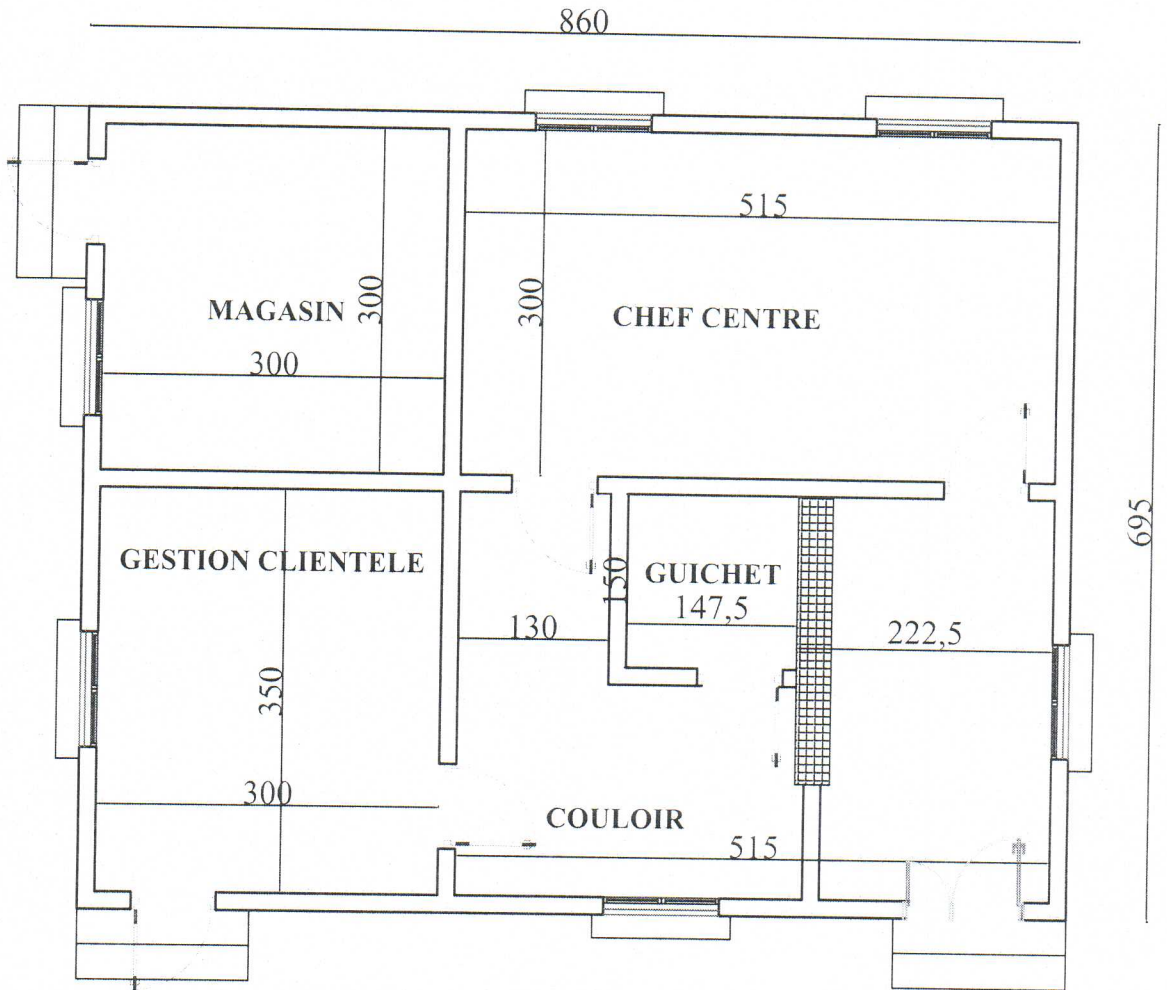 860
515
300
300
MAGASIN
CHEF CENTRE
300
695
GESTION CLIENTELE
150
GUICHET
147,5
130
222,5
350
300
COULOIR
515